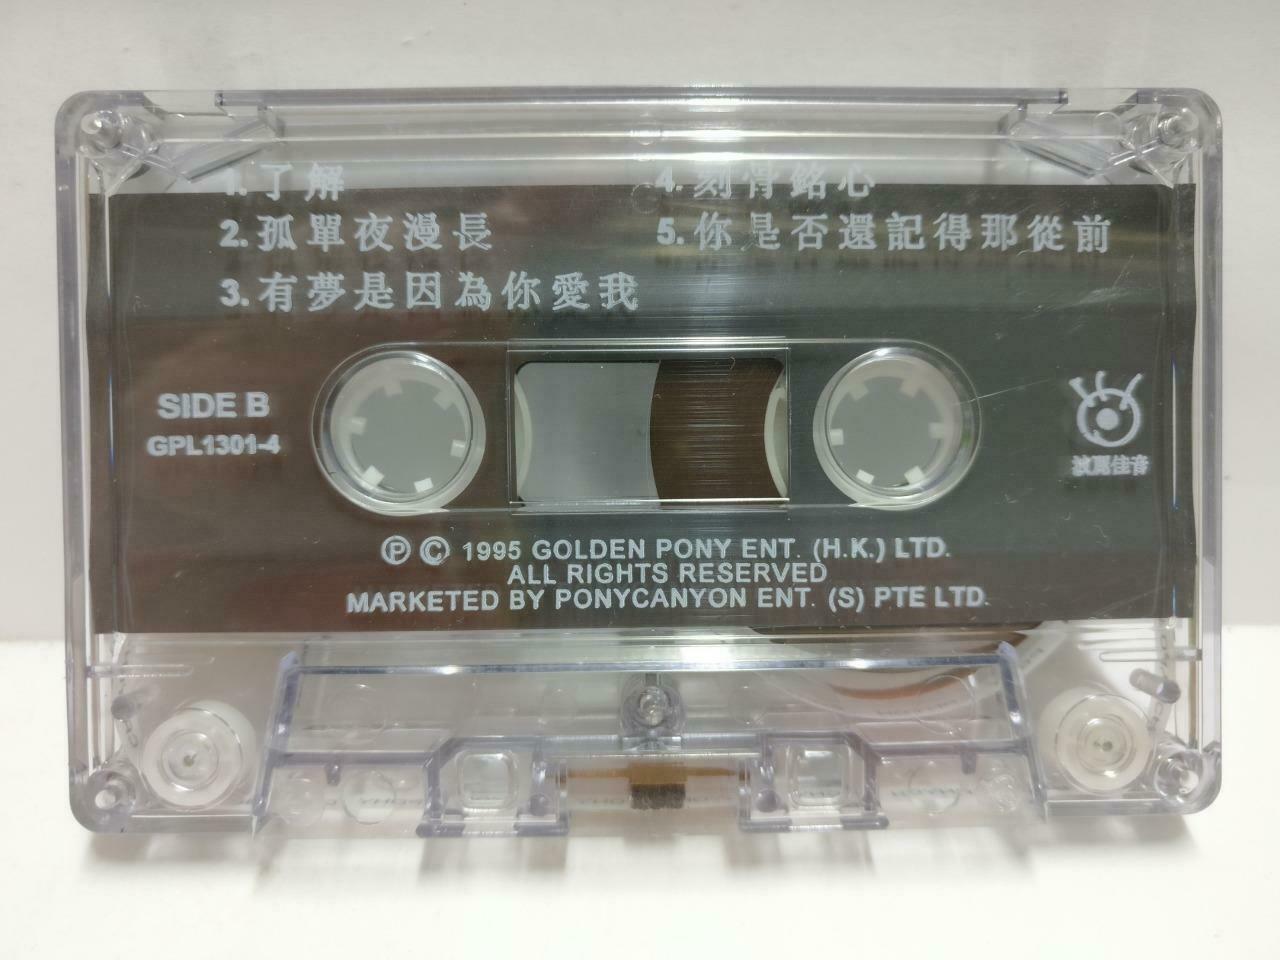 1. 了解
2. 孤單夜漫長
3. 有夢是因為你愛我
4. 刻骨銘心
5. 你是否還記得那從前
SIDE B
GPL1301-4
波麗佳音
Ⓟ © 1995 GOLDEN PONY ENT. (H.K.) LTD.
ALL RIGHTS RESERVED
MARKETED BY PONYCANYON ENT. (S) PTE LTD.